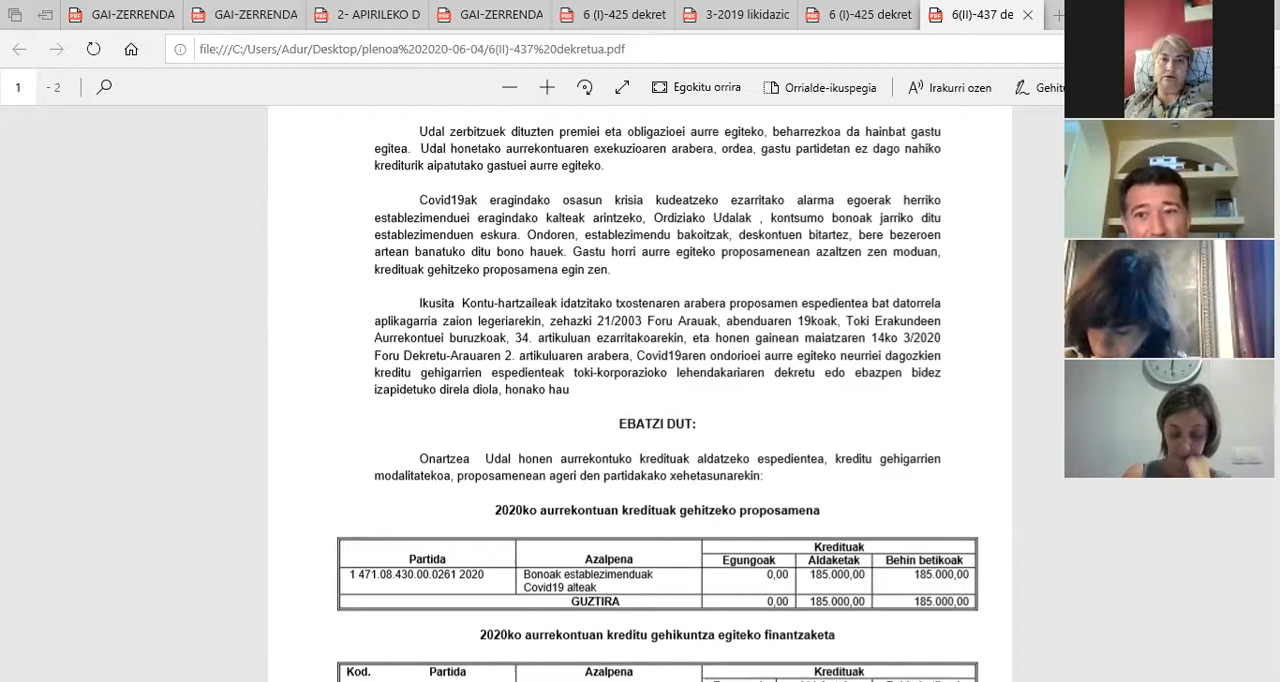 GAI-ZERRENDA
GAI-ZERRENDA
2- APIRILEKO D
GAI-ZERRENDA
6 (I)-425 dekret
3-2019 likidazic
6 (I)-425 dekret
6(II)-437 de
file:///C:/Users/Adur/Desktop/plenoa%202020-06-04/6(II)-437%20dekretua.pdf
1 - 2
Egokitu orrira
Orrialde-ikuspegia
Irakurri ozen
Gehitu
Udal zerbitzuek dituzten premiei eta obligazioei aurre egiteko, beharrezkoa da hainbat gastu
egitea. Udal honetako aurrekontuaren exekuzioaren arabera, ordea, gastu partidetan ez dago nahiko
krediturik aipatutako gastuei aurre egiteko.
Covid19ak eragindako osasun krisia kudeatzeko ezarritako alarma egoerak herriko
establezimenduei eragindako kalteak arintzeko, Ordiziako Udalak , kontsumo bonoak jarriko ditu
establezimenduen eskura. Ondoren, establezimendu bakoitzak, deskontuen bitartez, bere bezeroen
artean banatuko ditu bono hauek. Gastu horri aurre egiteko proposamenean azaltzen zen moduan,
kredituak gehitzeko proposamena egin zen.
Ikusita Kontu-hartzaileak idatzitako txostenaren arabera proposamen espedientea bat datorrela
aplikagarria zaion legeriarekin, zehazki 21/2003 Foru Arauak, abenduaren 19koak, Toki Erakundeen
Aurrekontuei buruzkoak, 34. artikuluan ezarritakoarekin, eta honen gainean maiatzaren 14ko 3/2020
Foru Dekretu-Arauaren 2. artikuluaren arabera, Covid19aren ondorioei aurre egiteko neurriei dagozkien
kreditu gehigarrien espedienteak toki-korporazioko lehendakariaren dekretu edo ebazpen bidez
izapidetuko direla diola, honako hau
EBATZI DUT:
Onartzea Udal honen aurrekontuko kredituak aldatzeko espedientea, kreditu gehigarrien
modalitatekoa, proposamenean ageri den partidakako xehetasunarekin:
2020ko aurrekontuan kredituak gehitzeko proposamena
Partida Azalpena Kredituak
Egungoak Aldaketak Behin betikoak
1 471.08.430.00.0261 2020 Bonoak establezimenduak 0,00 185.000,00 185.000,00
Covid19 alteak
GUZTIRA 0,00 185.000,00 185.000,00
2020ko aurrekontuan kreditu gehikuntza egiteko finantzaketa
Kod. Partida Azalpena Kredituak